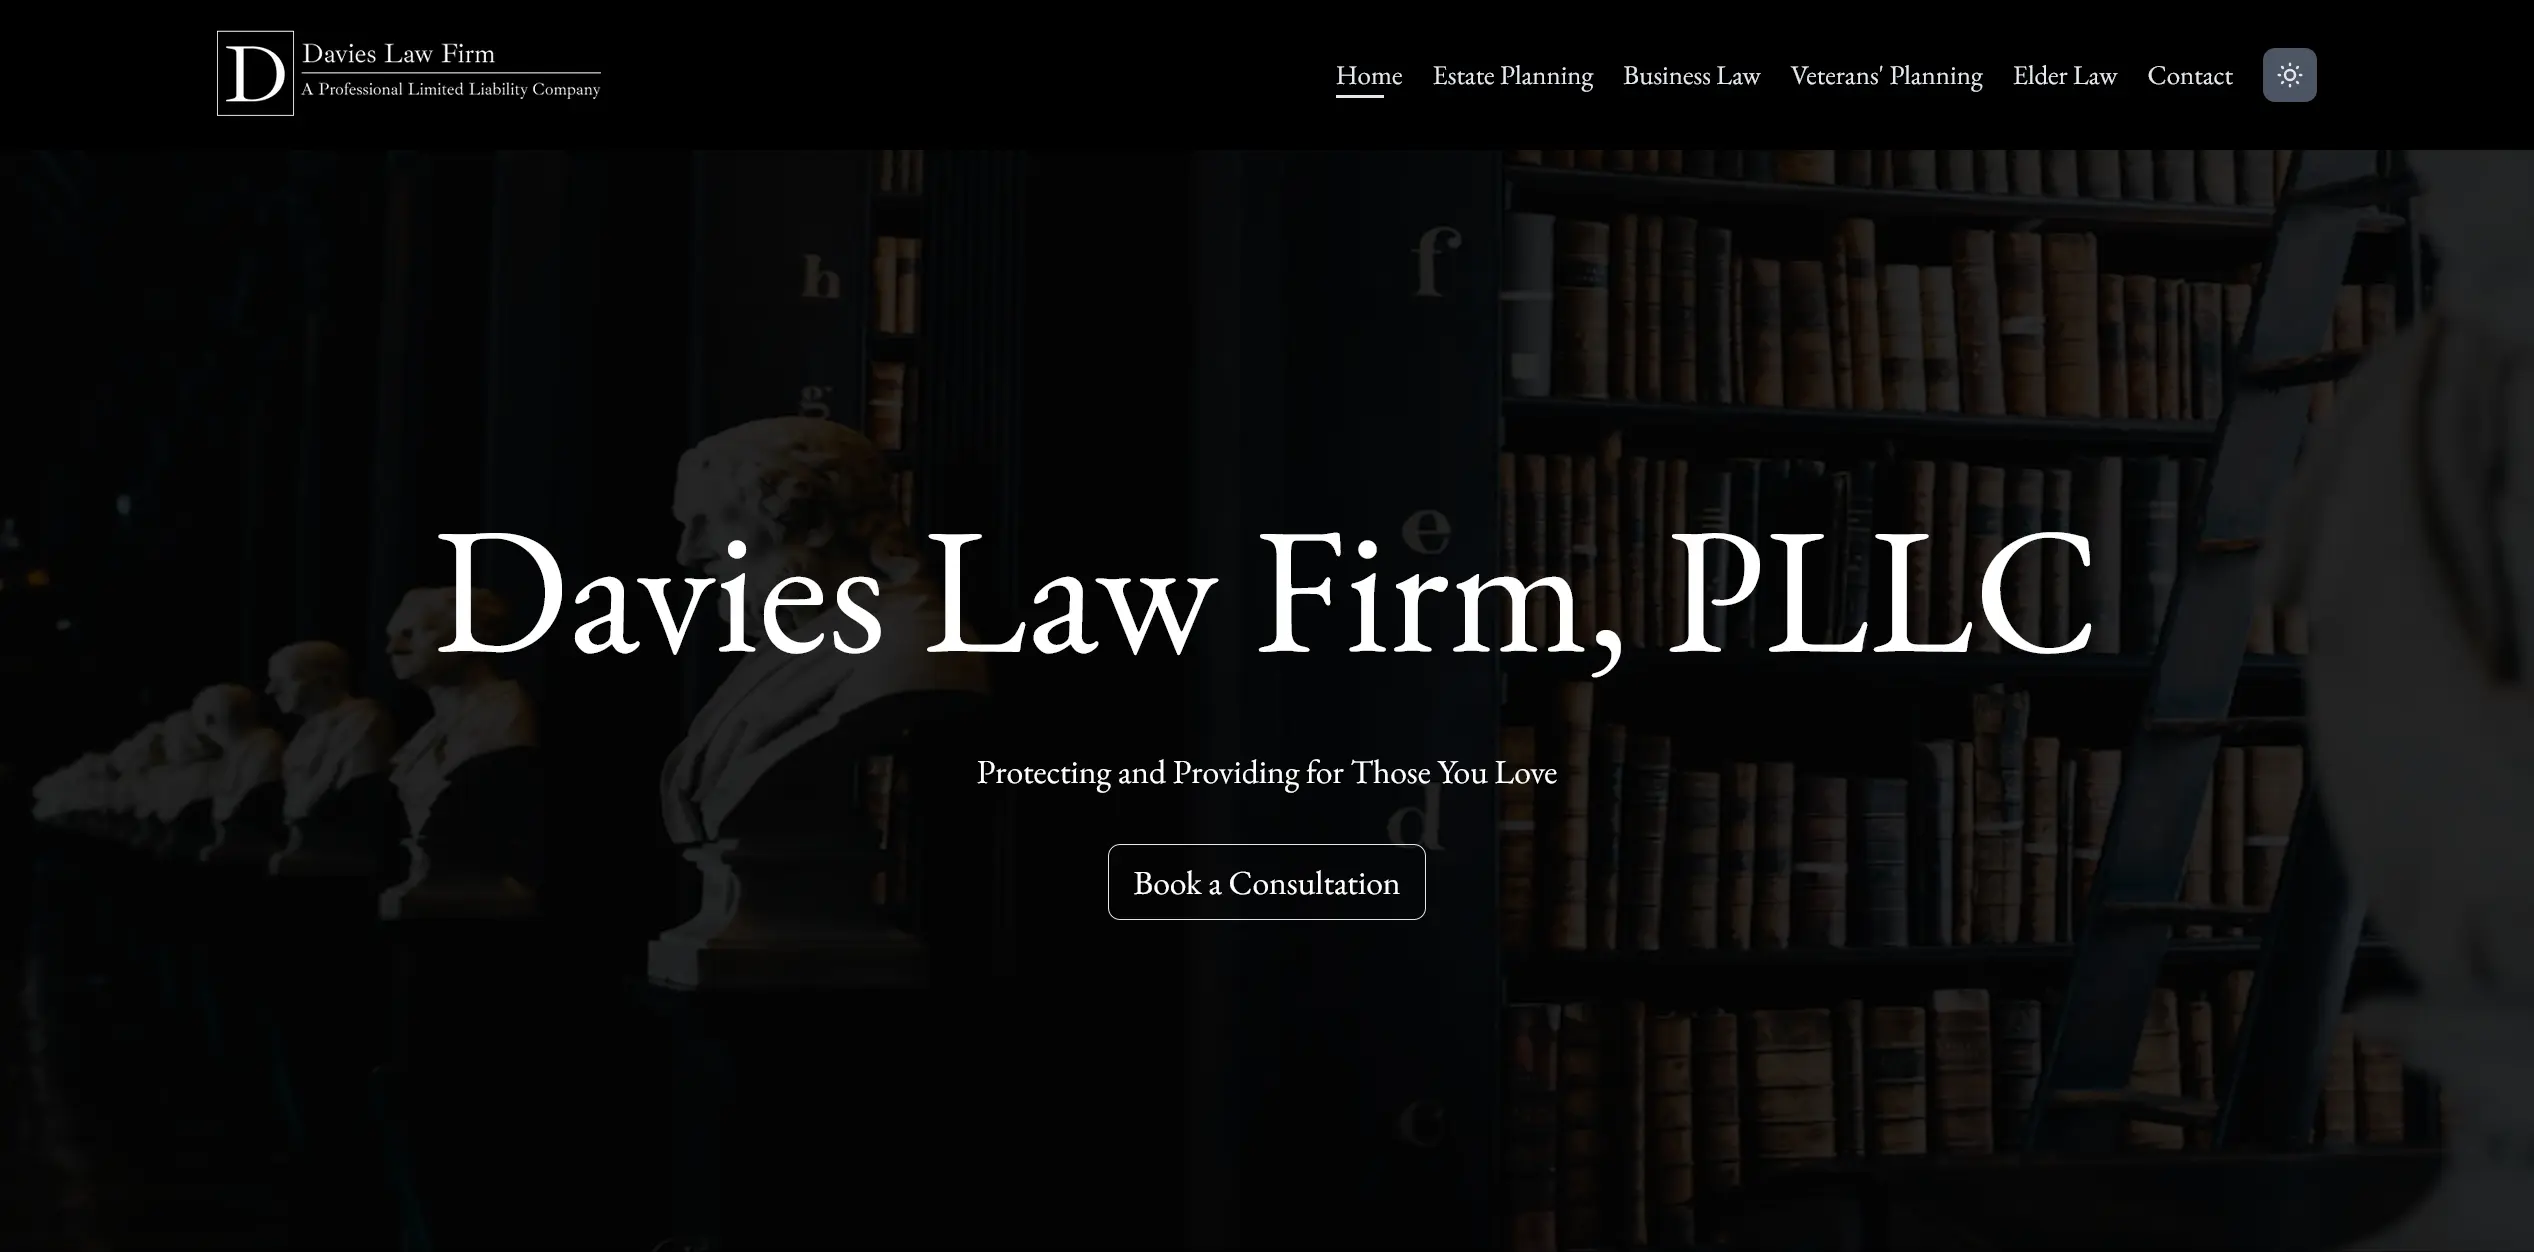 D
Davies Law Firm
A Professional Limited Liability Company
Home
Estate Planning
Business Law
Veterans' Planning
Elder Law
Contact
h
f
g
e
Davies Law Firm, PLLC
Protecting and Providing for Those You Love
d
Book a Consultation
c